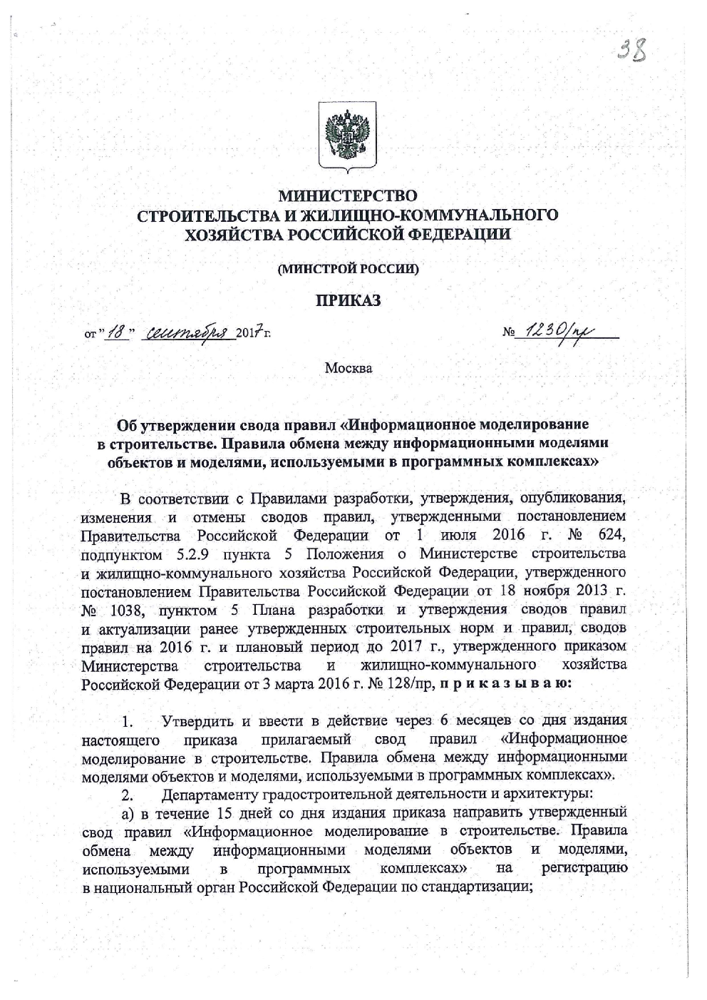 38
МИНИСТЕРСТВО
СТРОИТЕЛЬСТВА И ЖИЛИЩНО-КОММУНАЛЬНОГО
ХОЗЯЙСТВА РОССИЙСКОЙ ФЕДЕРАЦИИ
(МИНСТРОЙ РОССИИ)
ПРИКАЗ
от "18" сентября 2017 г. № 1230/пр
Москва
Об утверждении свода правил «Информационное моделирование
в строительстве. Правила обмена между информационными моделями
объектов и моделями, используемыми в программных комплексах»
В соответствии с Правилами разработки, утверждения, опубликования,
изменения и отмены сводов правил, утвержденными постановлением
Правительства Российской Федерации от 1 июля 2016 г. № 624,
подпунктом 5.2.9 пункта 5 Положения о Министерстве строительства
и жилищно-коммунального хозяйства Российской Федерации, утвержденного
постановлением Правительства Российской Федерации от 18 ноября 2013 г.
№ 1038, пунктом 5 Плана разработки и утверждения сводов правил
и актуализации ранее утвержденных строительных норм и правил, сводов
правил на 2016 г. и плановый период до 2017 г., утвержденного приказом
Министерства строительства и жилищно-коммунального хозяйства
Российской Федерации от 3 марта 2016 г. № 128/пр, п р и к а з ы в а ю:
1. Утвердить и ввести в действие через 6 месяцев со дня издания
настоящего приказа прилагаемый свод правил «Информационное
моделирование в строительстве. Правила обмена между информационными
моделями объектов и моделями, используемыми в программных комплексах».
2. Департаменту градостроительной деятельности и архитектуры:
а) в течение 15 дней со дня издания приказа направить утвержденный
свод правил «Информационное моделирование в строительстве. Правила
обмена между информационными моделями объектов и моделями,
используемыми в программных комплексах» на регистрацию
в национальный орган Российской Федерации по стандартизации;